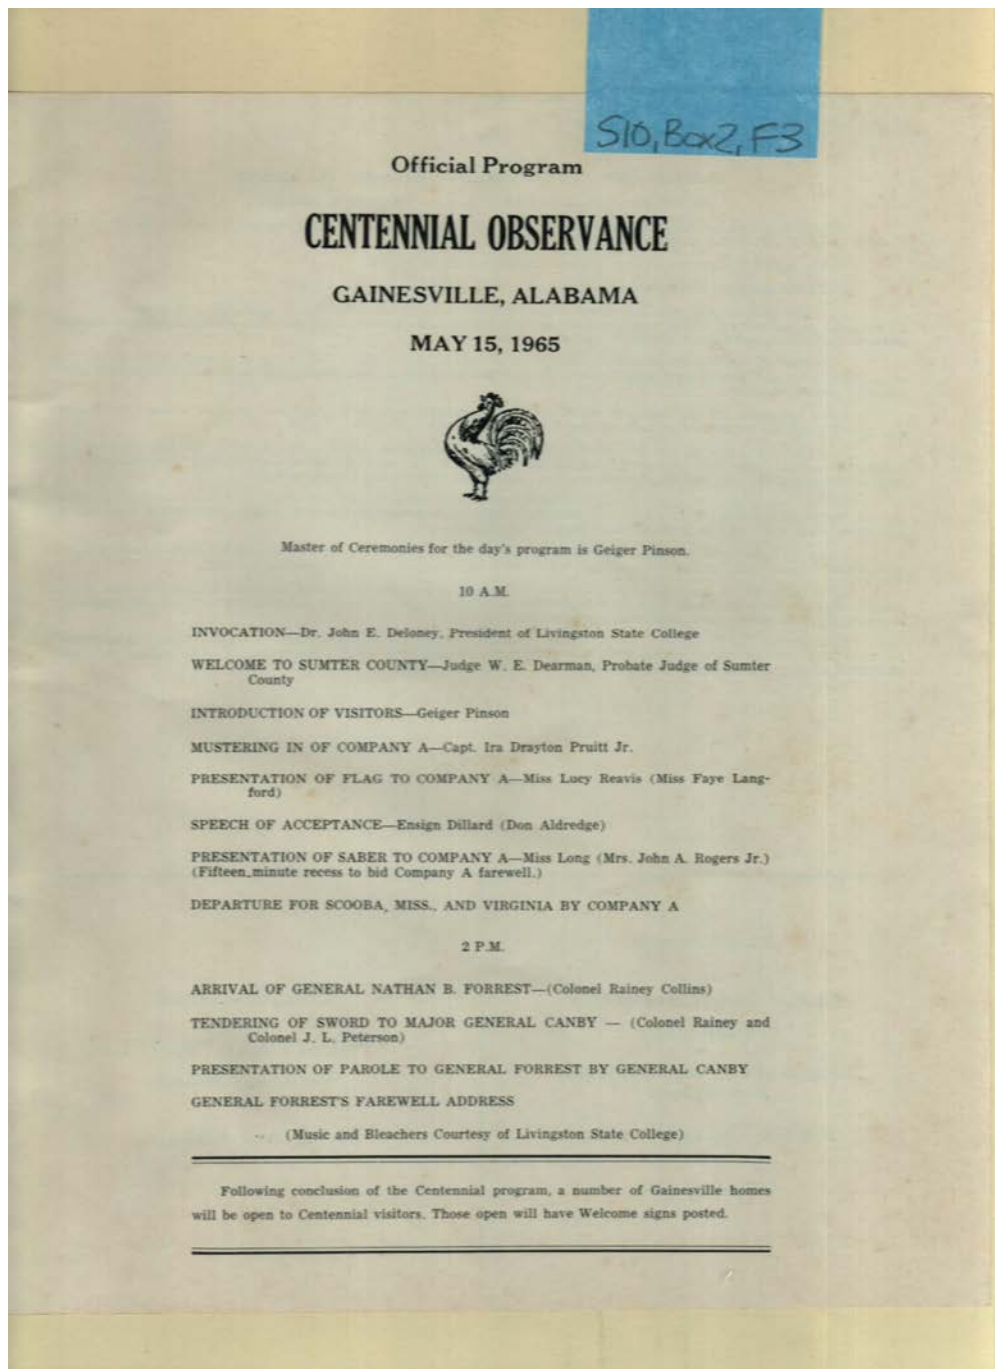 S10, Box2, F3
Official Program
CENTENNIAL OBSERVANCE
GAINESVILLE, ALABAMA
MAY 15, 1965
Master of Ceremonies for the day's program is Geiger Pinson.
10 A.M.
INVOCATION—Dr. John E. Deloney, President of Livingston State College
WELCOME TO SUMTER COUNTY—Judge W. E. Dearman, Probate Judge of Sumter
County
INTRODUCTION OF VISITORS—Geiger Pinson
MUSTERING IN OF COMPANY A—Capt. Ira Drayton Pruitt Jr.
PRESENTATION OF FLAG TO COMPANY A—Miss Lucy Reavis (Miss Faye Lang-
ford)
SPEECH OF ACCEPTANCE—Ensign Dillard (Don Aldredge)
PRESENTATION OF SABER TO COMPANY A—Miss Long (Mrs. John A. Rogers Jr.)
(Fifteen minute recess to bid Company A farewell.)
DEPARTURE FOR SCOOBA, MISS., AND VIRGINIA BY COMPANY A
2 P.M.
ARRIVAL OF GENERAL NATHAN B. FORREST—(Colonel Rainey Collins)
TENDERING OF SWORD TO MAJOR GENERAL CANBY — (Colonel Rainey and
Colonel J. L. Peterson)
PRESENTATION OF PAROLE TO GENERAL FORREST BY GENERAL CANBY
GENERAL FORREST'S FAREWELL ADDRESS
(Music and Bleachers Courtesy of Livingston State College)
Following conclusion of the Centennial program, a number of Gainesville homes
will be open to Centennial visitors. Those open will have Welcome signs posted.